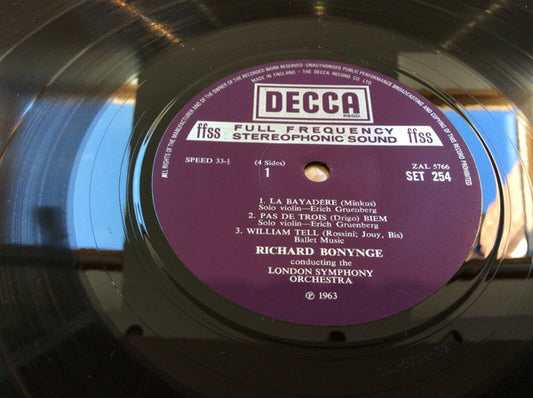 ALL RIGHTS OF THE MANUFACTURER AND OF THE OWNER OF THE RECORDED WORK RESERVED · UNAUTHORISED PUBLIC PERFORMANCE BROADCASTING AND COPYING OF THIS RECORD PROHIBITED
MADE IN ENGLAND · THE DECCA RECORD CO LTD.
DECCA
REGD.
ffss FULL FREQUENCY STEREOPHONIC SOUND ffss
SPEED 33-⅓
(4 Sides)
1
ZAL 5766
SET 254
1. LA BAYADERE (Minkus)
Solo violin—Erich Gruenberg
2. PAS DE TROIS (Drigo) BIEM
Solo violin—Erich Gruenberg
3. WILLIAM TELL (Rossini; Jouy, Bis)
Ballet Music
RICHARD BONYNGE
conducting the
LONDON SYMPHONY
ORCHESTRA
℗ 1963